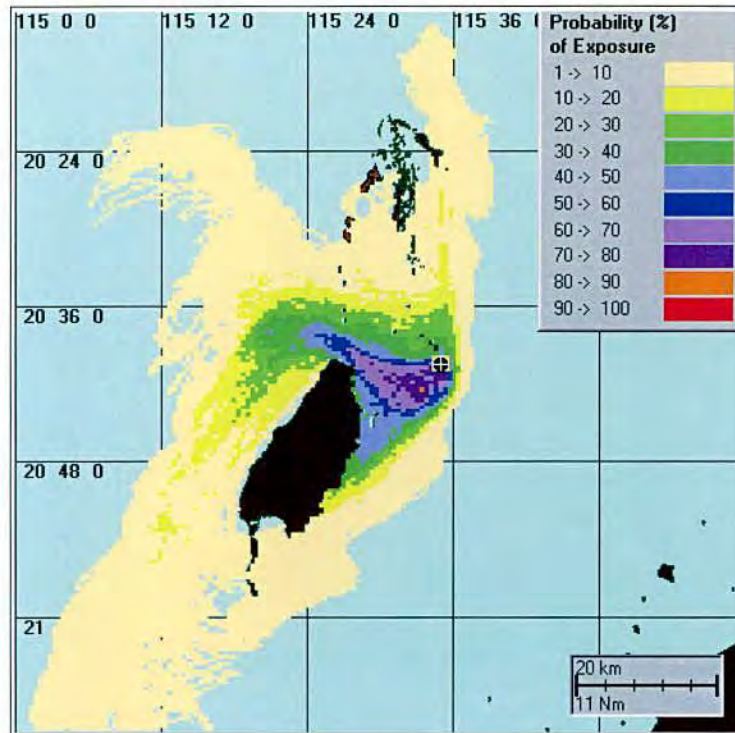 115 0 0
115 12 0
115 24 0
115 36 0
Probability (%)
of Exposure
1 -> 10
10 -> 20
20 -> 30
30 -> 40
40 -> 50
50 -> 60
60 -> 70
70 -> 80
80 -> 90
90 -> 100
20 24 0
20 36 0
20 48 0
21
20 km
11 Nm